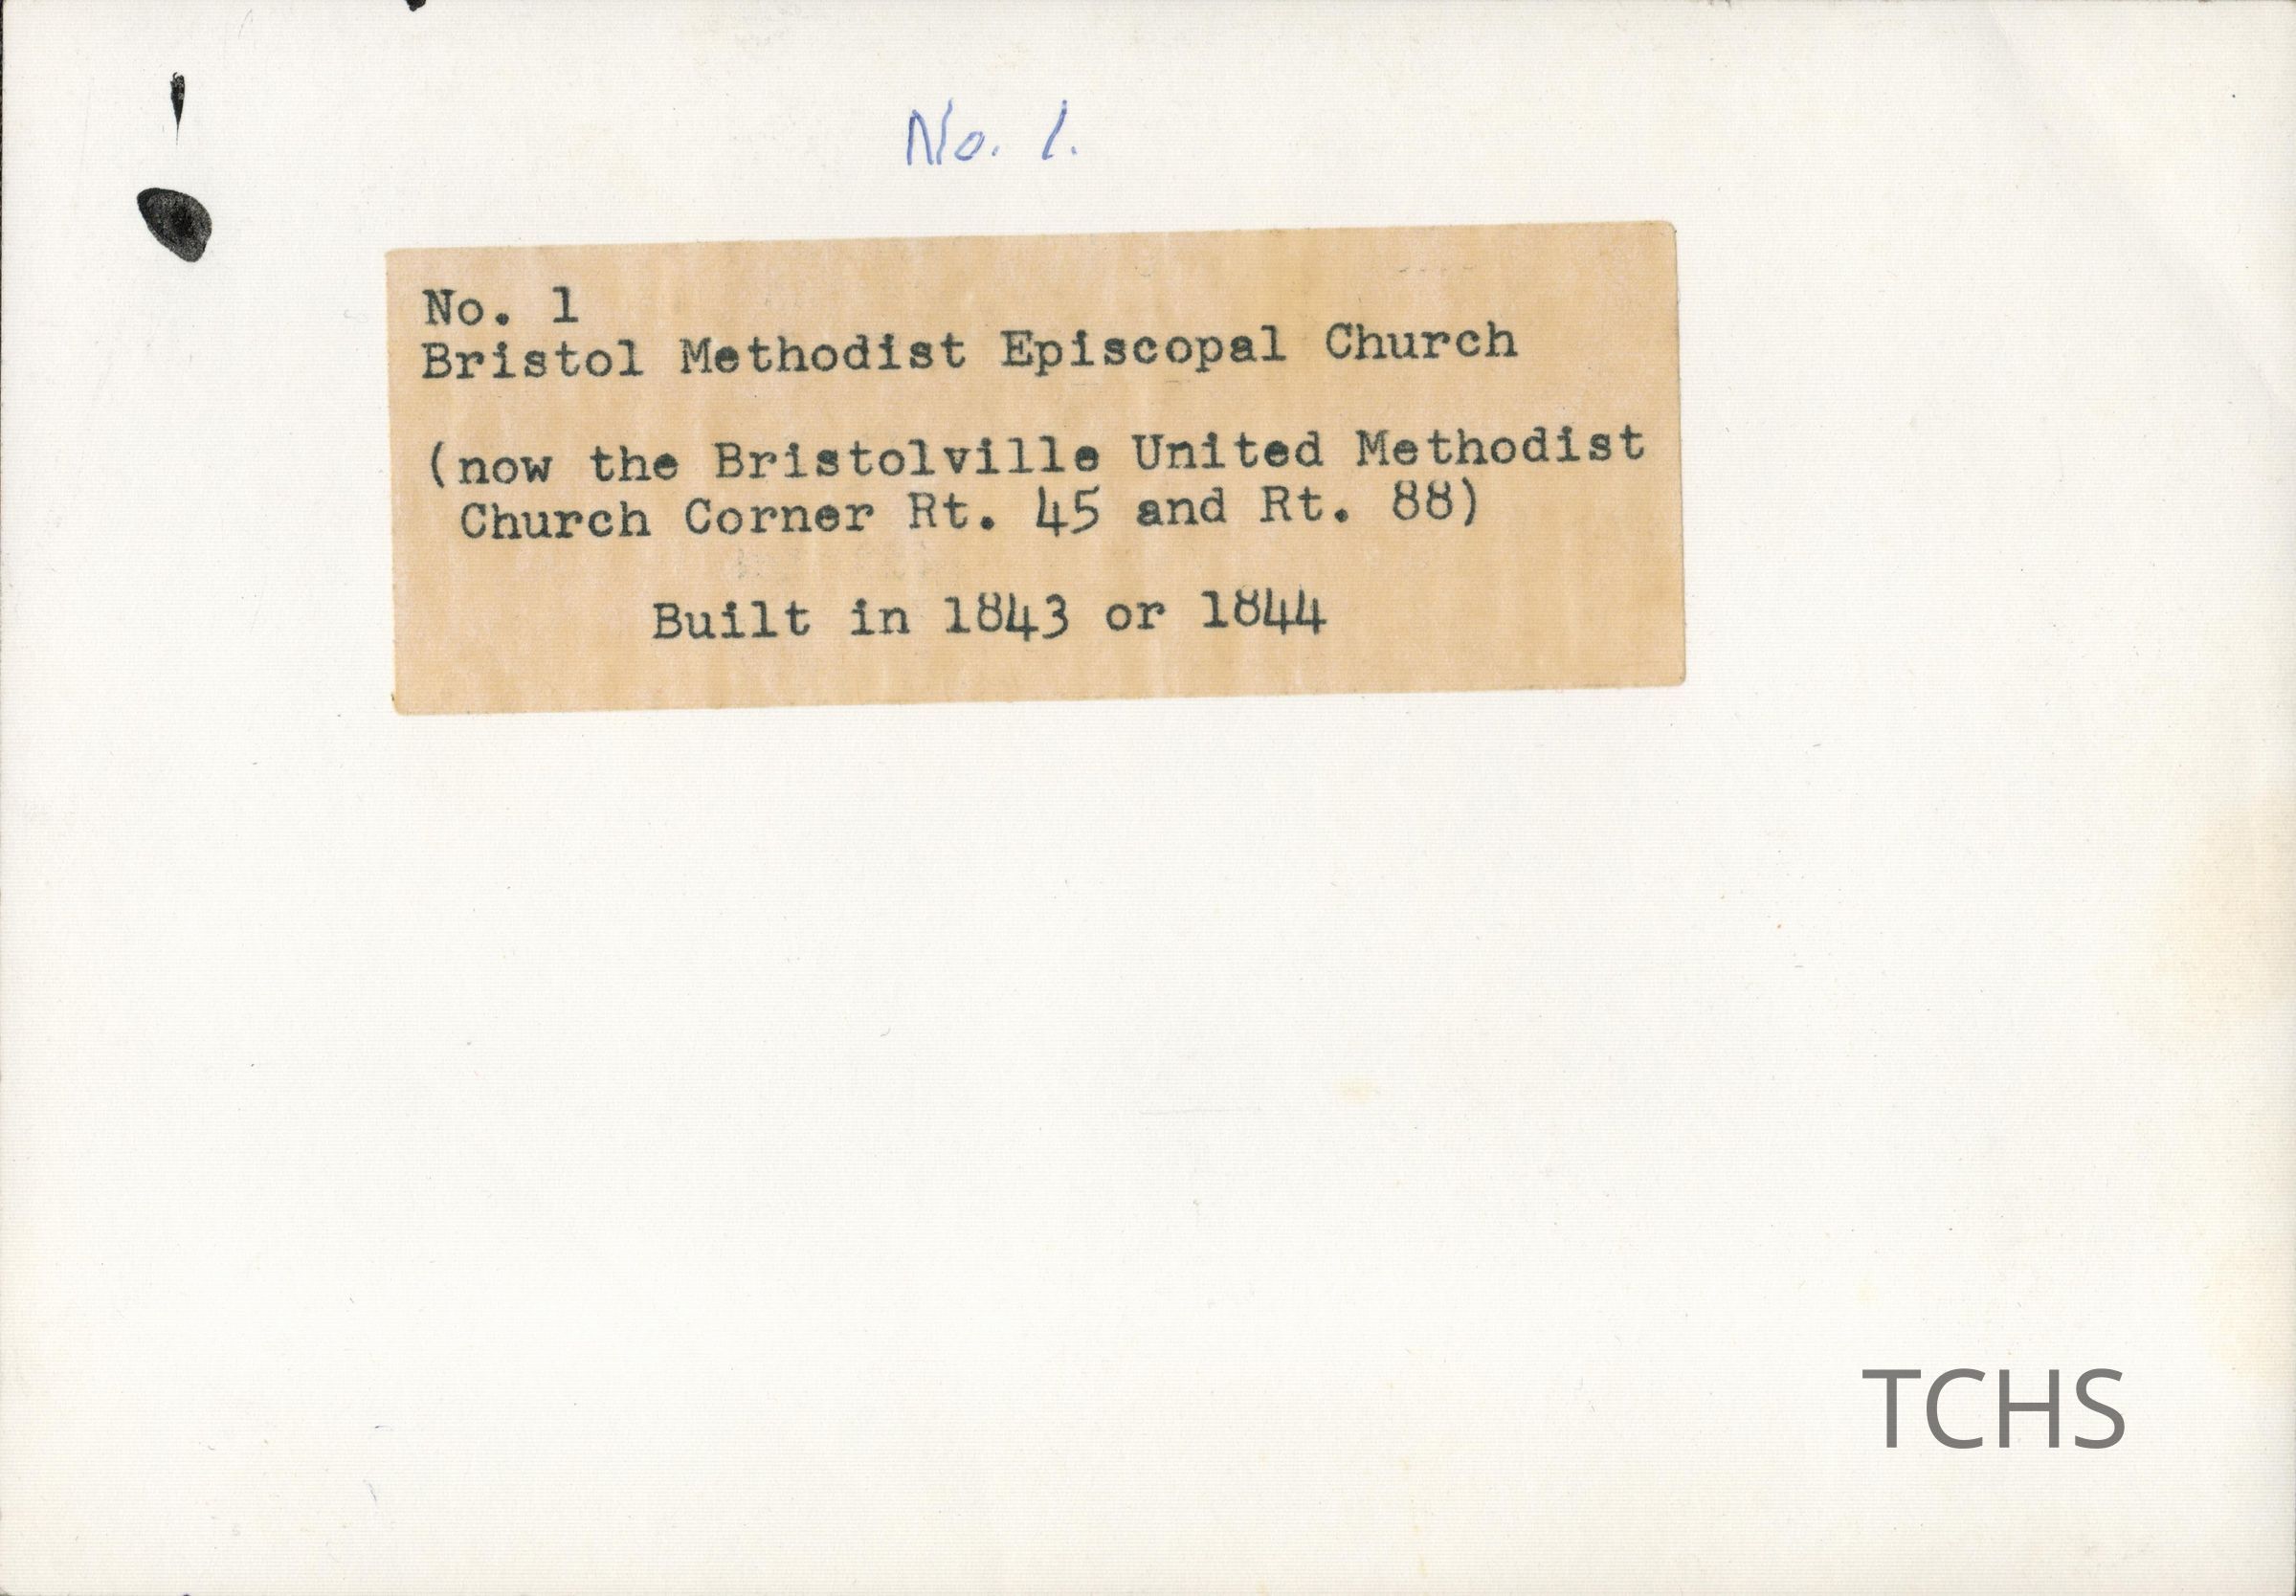 No. 1.
No. 1
Bristol Methodist Episcopal Church
(now the Bristolville United Methodist
Church Corner Rt. 45 and Rt. 88)
Built in 1843 or 1844
TCHS